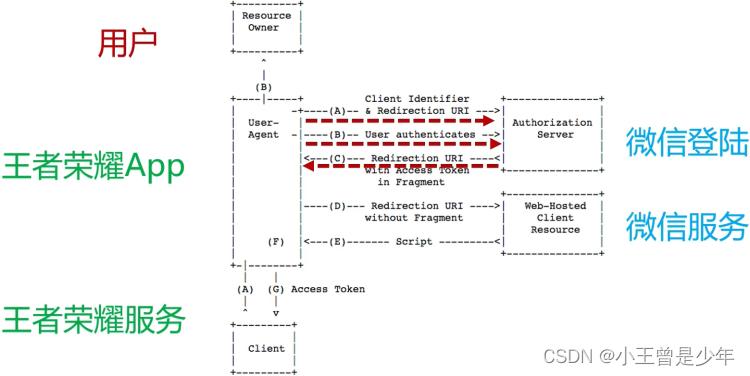 Resource
Owner
用户
(B)
Client Identifier
----(A)-- & Redirection URI --->
User-
Agent
----(B)-- User authenticates -->
Authorization
Server
<---(C)-- Redirection URI ----<
with Access Token
in Fragment
王者荣耀App
微信登陆
----(D)-- Redirection URI ---->
without Fragment
Web-Hosted
Client
Resource
微信服务
(F)
<---(E)------- Script ---------<
(A)
(G) Access Token
王者荣耀服务
Client
CSDN @小王曾是少年